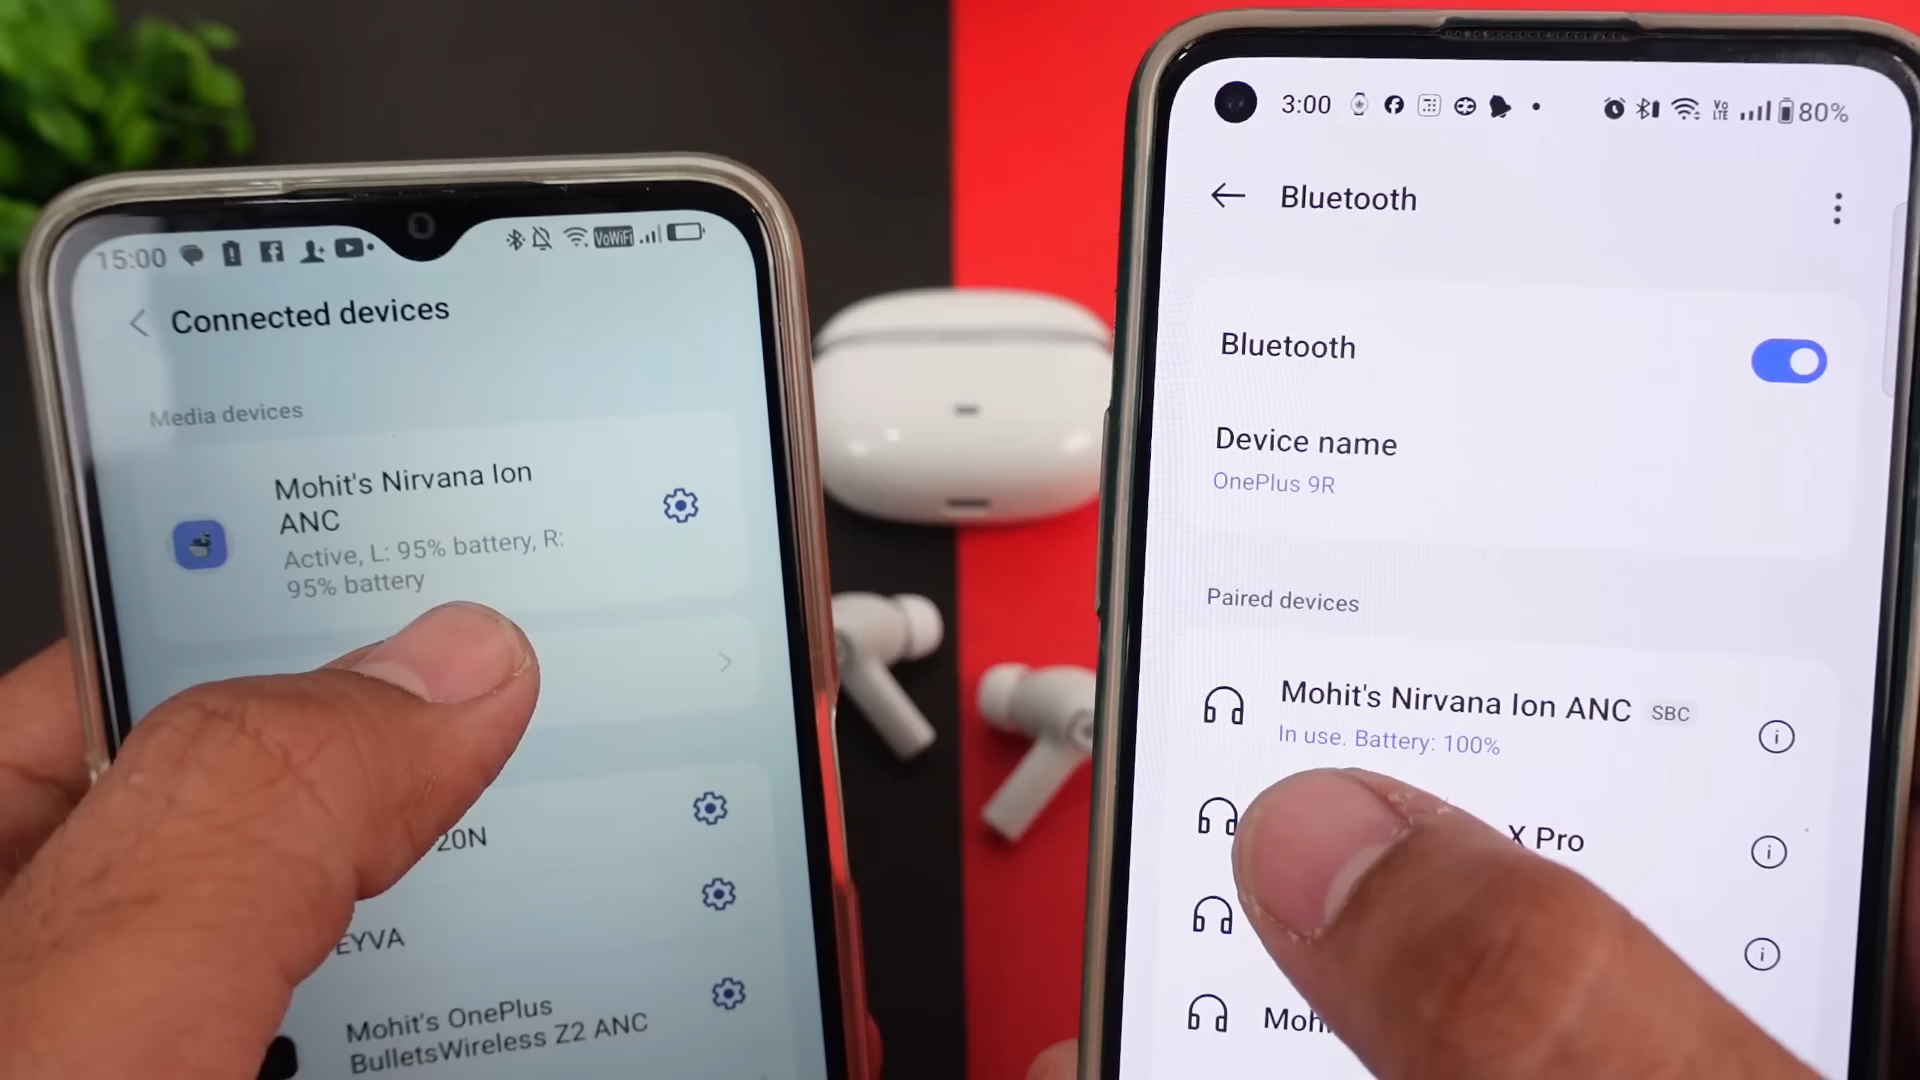 15:00
VoWiFi
Connected devices
Media devices
Mohit's Nirvana Ion
ANC
Active, L: 95% battery, R:
95% battery
20N
EYVA
Mohit's OnePlus
BulletsWireless Z2 ANC
3:00
Vo
LTE
80%
Bluetooth
Bluetooth
Device name
OnePlus 9R
Paired devices
Mohit's Nirvana Ion ANC SBC
In use. Battery: 100%
X Pro
Moh